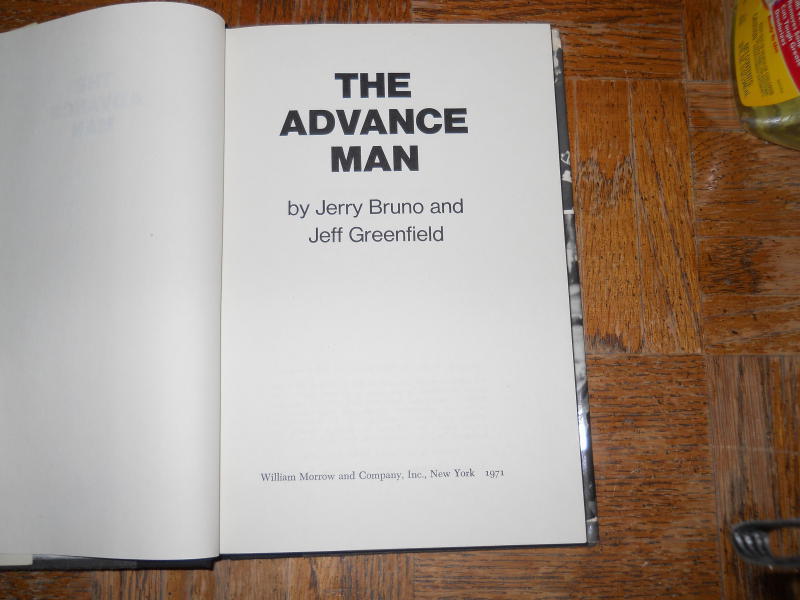 THE
ADVANCE
MAN
by Jerry Bruno and
Jeff Greenfield
William Morrow and Company, Inc., New York 1971